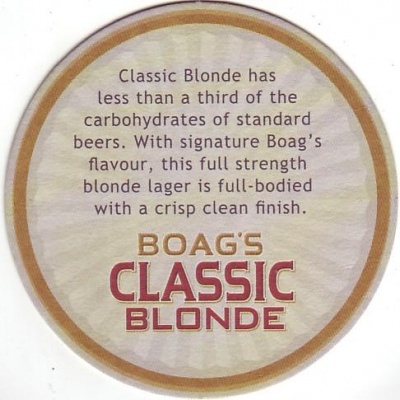 Classic Blonde has
less than a third of the
carbohydrates of standard
beers. With signature Boag's
flavour, this full strength
blonde lager is full-bodied
with a crisp clean finish.
BOAG'S
CLASSIC
BLONDE